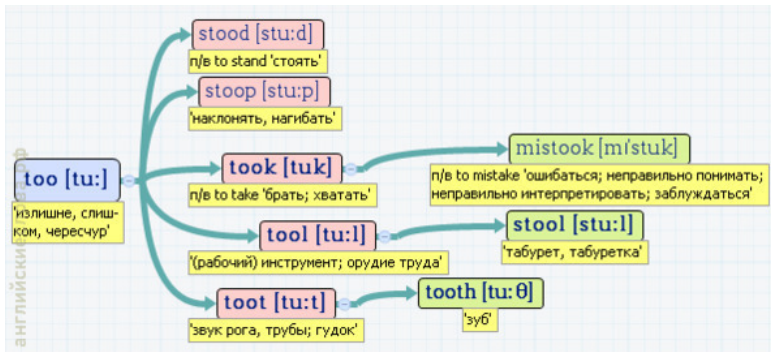 stood [stu:d]
п/в to stand 'стоять'
stoop [stu:p]
'наклонять, нагибать'
mistook [mı'stuk]
took [tuk]
п/в to mistake 'ошибаться; неправильно понимать;
неправильно интерпретировать; заблуждаться'
too [tu:]
п/в to take 'брать; хватать'
'излишне, слиш-
ком, чересчур'
stool [stu:l]
tool [tu:l]
'табурет, табуретка'
'(рабочий) инструмент; орудие труда'
tooth [tu:θ]
toot [tu:t]
'зуб'
'звук рога, трубы; гудок'